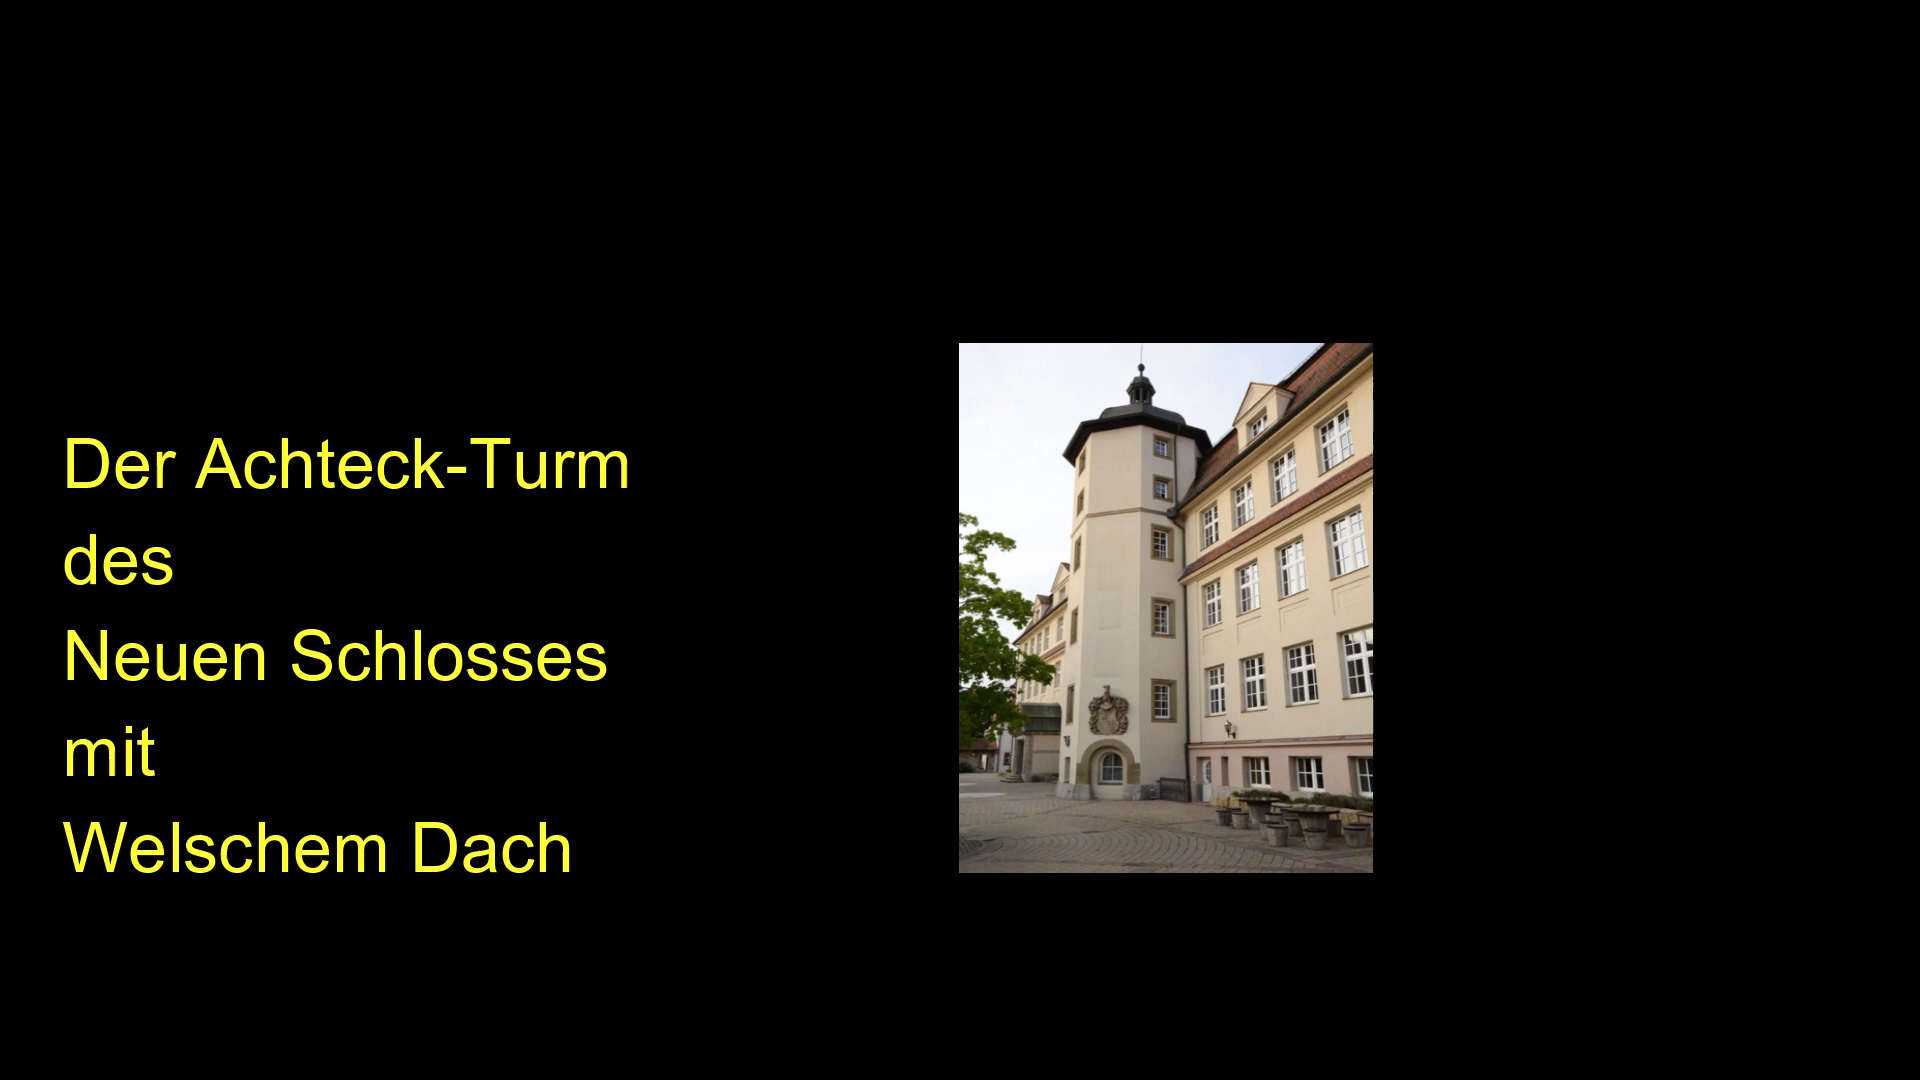 Der Achteck-Turm
des
Neuen Schlosses
mit
Welschem Dach